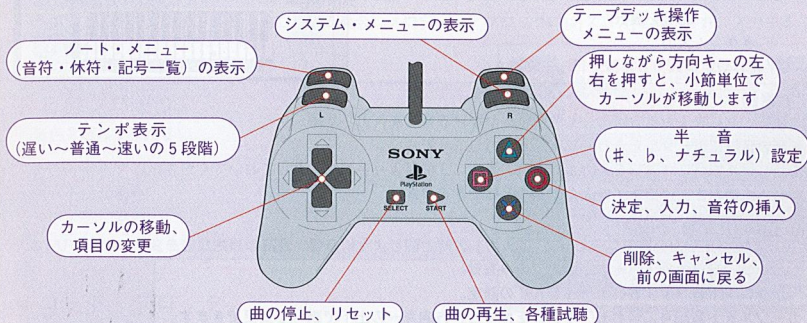 システム・メニューの表示
テープデッキ操作
メニューの表示
ノート・メニュー
(音符・休符・記号一覧)の表示
押しながら方向キーの左
右を押すと、小節単位で
カーソルが移動します
テンポ表示
(遅い〜普通〜速いの5段階)
L
R
半音
(♯、♭、ナチュラル)設定
SONY
PlayStation
SELECT
START
決定、入力、音符の挿入
カーソルの移動、
項目の変更
削除、キャンセル、
前の画面に戻る
曲の停止、リセット
曲の再生、各種試聴